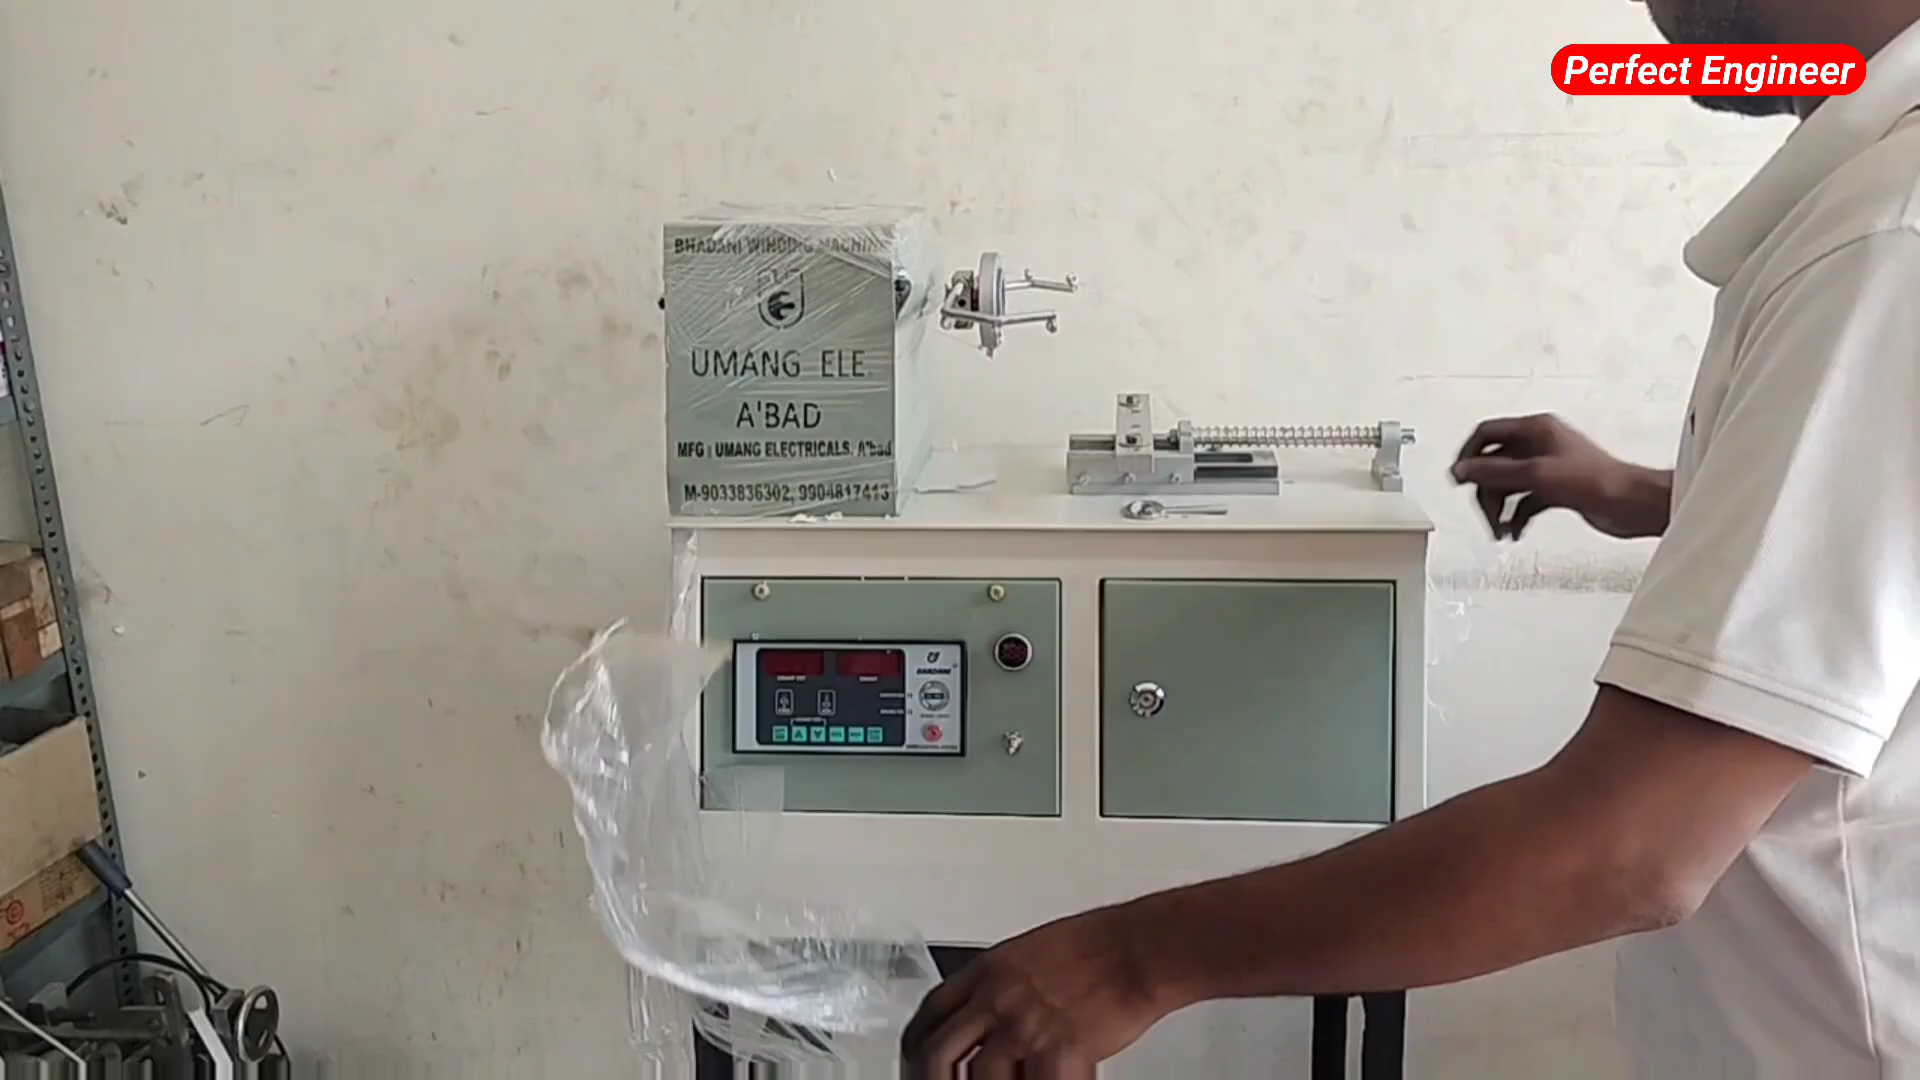 Perfect Engineer
BHADANI WINDING MACHINE
UMANG ELE.
A'BAD
MFG : UMANG ELECTRICALS, A'bad
M-9033836302, 9904817413